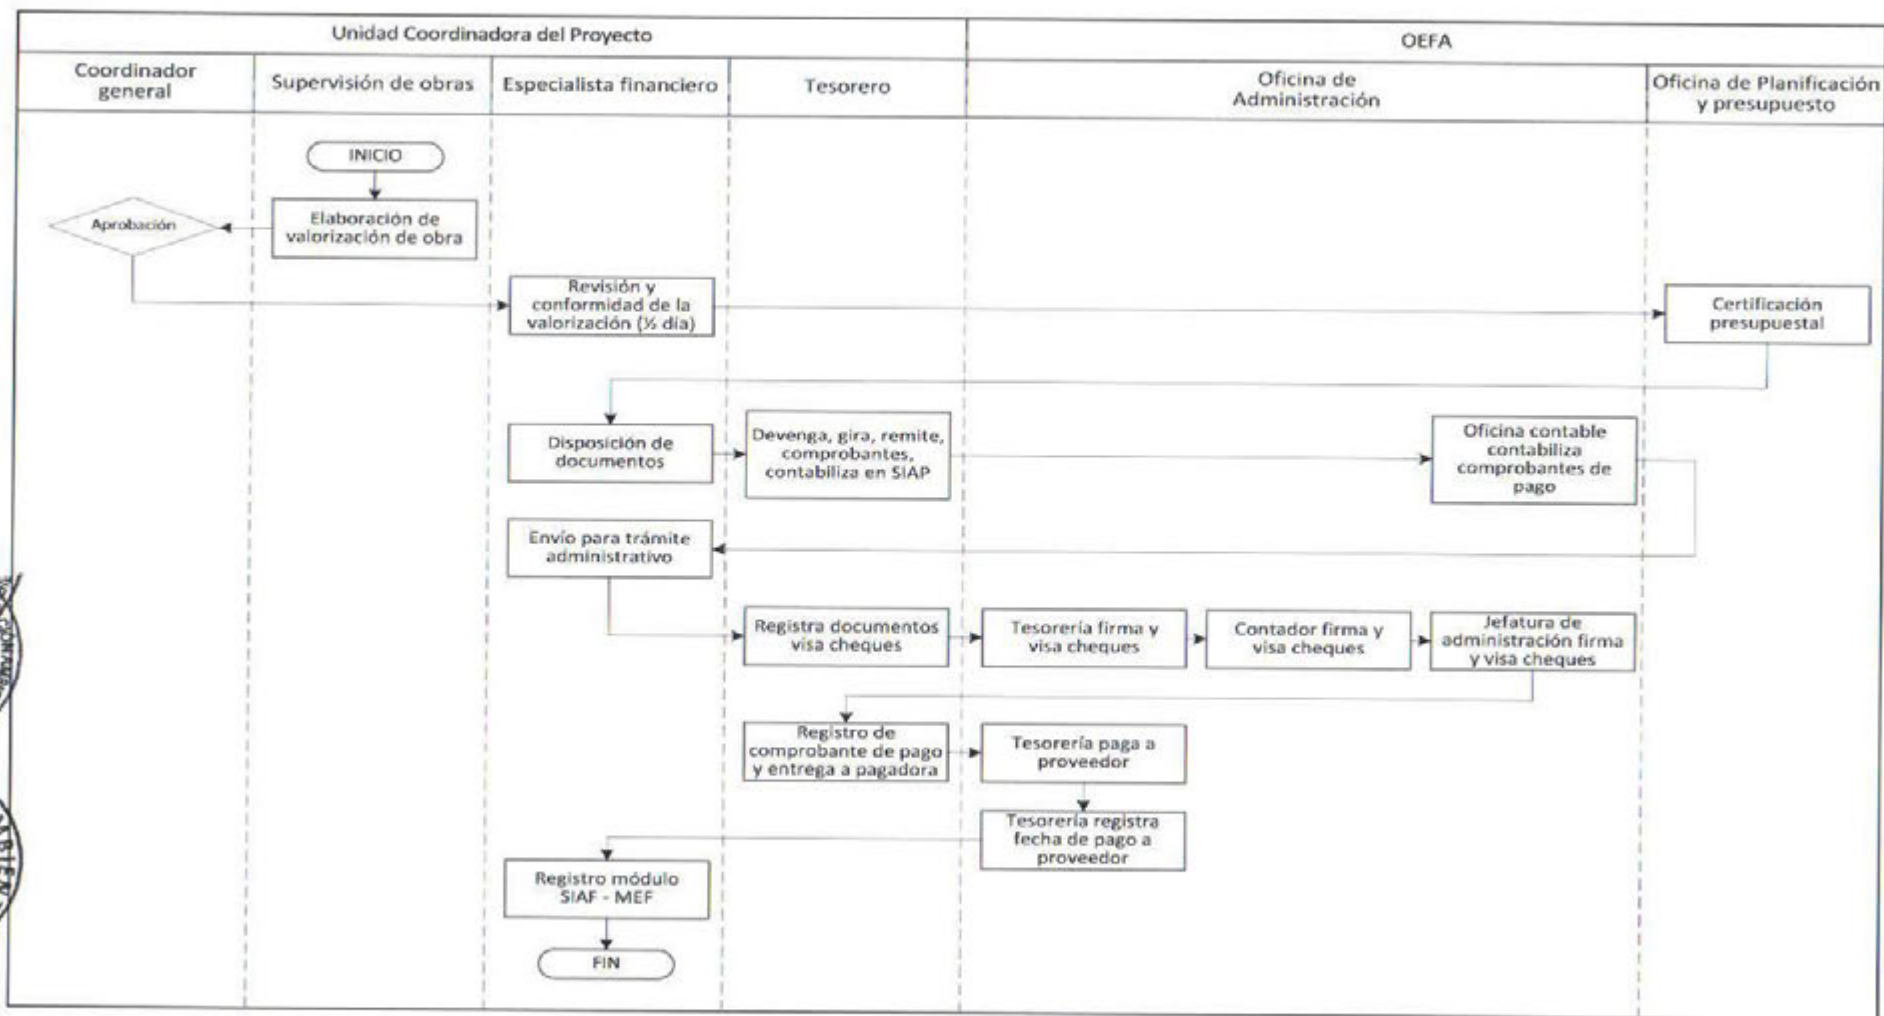 Unidad Coordinadora del Proyecto
OEFA
Coordinador
general
Supervisión de obras
Especialista financiero
Tesorero
Oficina de
Administración
Oficina de Planificación
y presupuesto
INICIO
Aprobación
Elaboración de
valorización de obra
Revisión y
conformidad de la
valorización (½ día)
Certificación
presupuestal
Disposición de
documentos
Devenga, gira, remite,
comprobantes,
contabiliza en SIAP
Oficina contable
contabiliza
comprobantes de
pago
Envío para trámite
administrativo
Registra documentos
visa cheques
Tesorería firma y
visa cheques
Contador firma y
visa cheques
Jefatura de
administración firma
y visa cheques
Registro de
comprobante de pago
y entrega a pagadora
Tesorería paga a
proveedor
Tesorería registra
fecha de pago a
proveedor
Registro módulo
SIAF - MEF
FIN